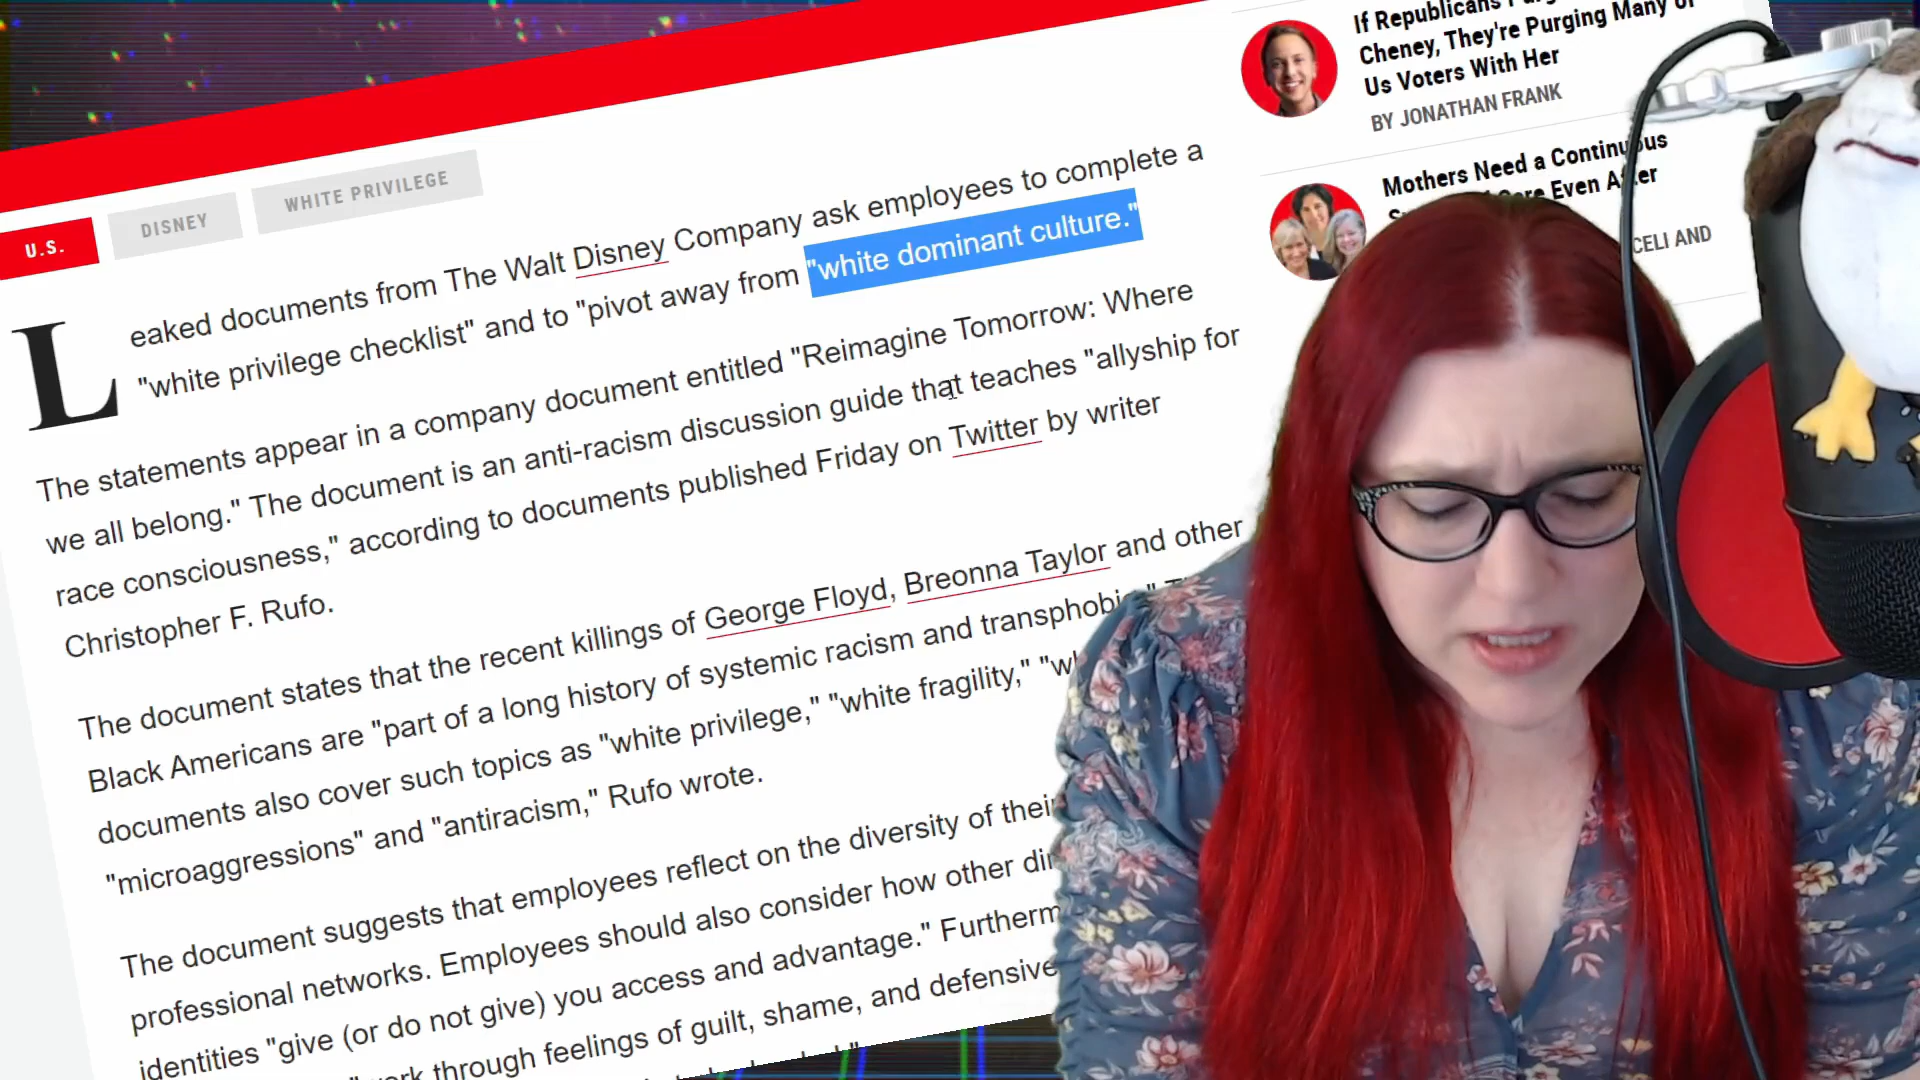 If Republicans
Cheney, They're Purging Many of
Us Voters With Her
BY JONATHAN FRANK
Mothers Need a Continuous
Even After
CELI AND
U.S.
DISNEY
WHITE PRIVILEGE
Leaked documents from The Walt Disney Company ask employees to complete a
"white privilege checklist" and to "pivot away from "white dominant culture."
The statements appear in a company document entitled "Reimagine Tomorrow: Where
we all belong." The document is an anti-racism discussion guide that teaches "allyship for
race consciousness," according to documents published Friday on Twitter by writer
Christopher F. Rufo.
The document states that the recent killings of George Floyd, Breonna Taylor and other
Black Americans are "part of a long history of systemic racism and transphobia."
documents also cover such topics as "white privilege," "white fragility,"
"microaggressions" and "antiracism," Rufo wrote.
The document suggests that employees reflect on the diversity of their
professional networks. Employees should also consider how other
identities "give (or do not give) you access and advantage."
through feelings of guilt, shame, and